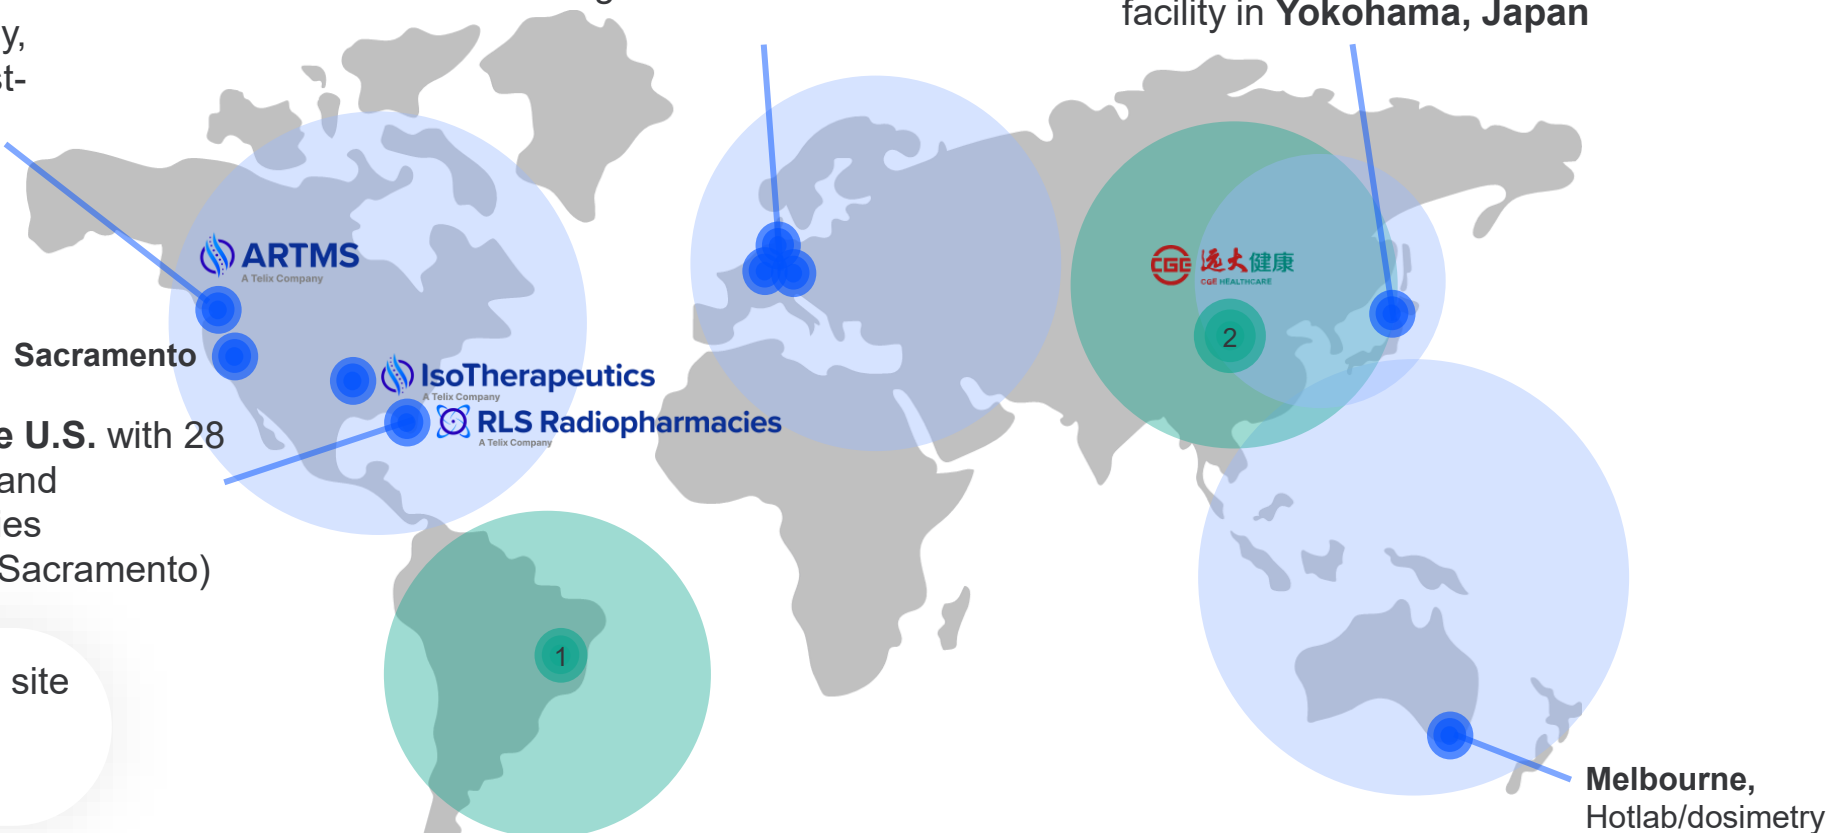 g
facility in Yokohama, Japan
y,
st-
ARTMS
A Telix Company
CGE 远大健康
CGE HEALTHCARE
2
Sacramento
IsoTherapeutics
A Telix Company
RLS Radiopharmacies
A Telix Company
e U.S. with 28
and
ies
Sacramento)
1
site
Melbourne,
Hotlab/dosimetry